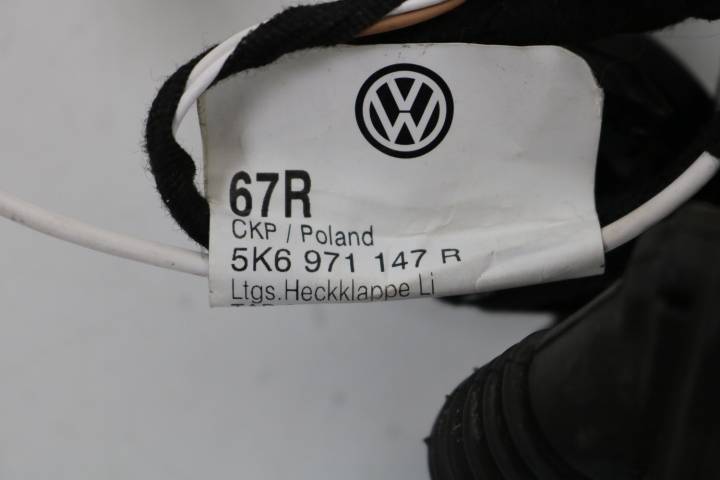 67R
CKP / Poland
5K6 971 147 R
Ltgs.Heckklappe Li